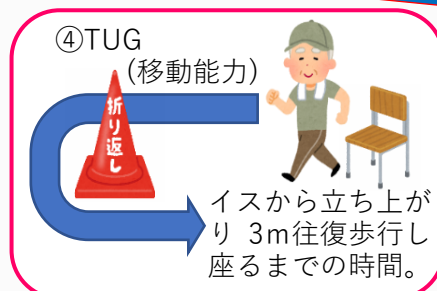 ④TUG
(移動能力)
折り返し
イスから立ち上が
り 3m往復歩行し
座るまでの時間。